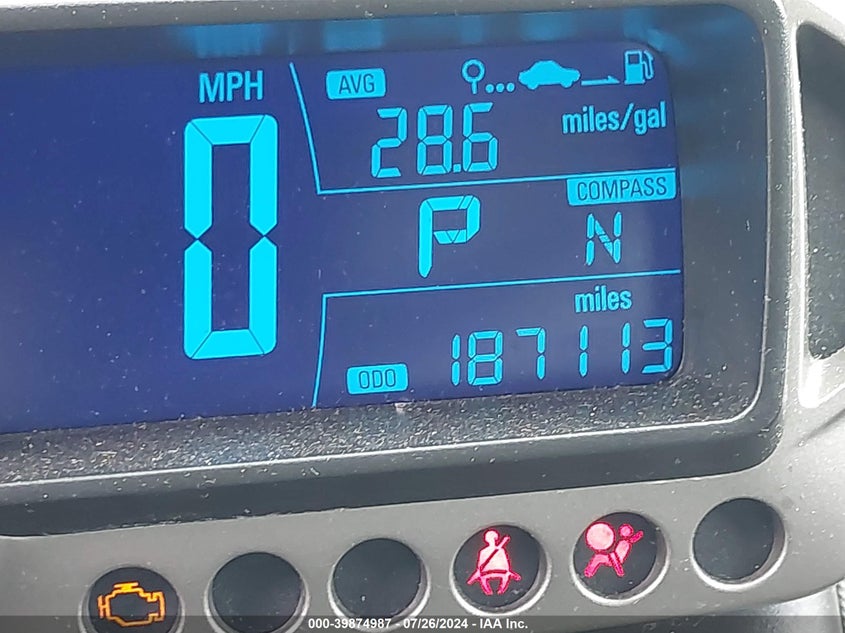 MPH
0
AVG
28.6 miles/gal
COMPASS
P N
miles
ODO 187113
000-39874987 - 07/26/2024 - IAA Inc.